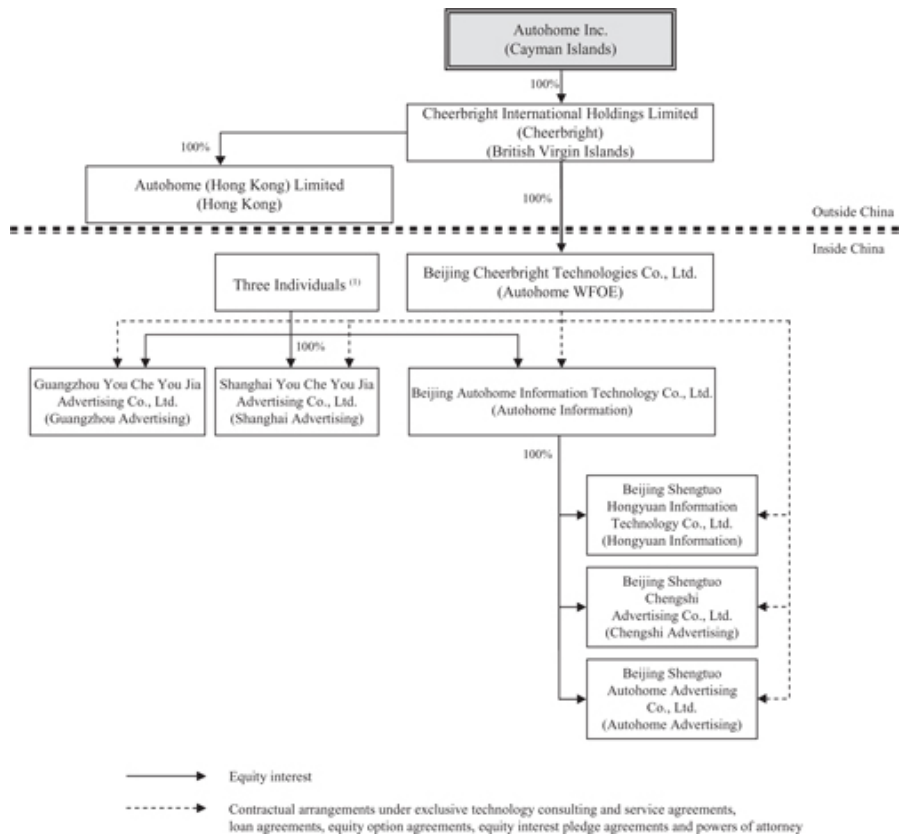 Autohome Inc.
(Cayman Islands)
100%
Cheerbright International Holdings Limited
(Cheerbright)
(British Virgin Islands)
100%
Autohome (Hong Kong) Limited
(Hong Kong)
100%
Outside China
Inside China
Three Individuals (1)
Beijing Cheerbright Technologies Co., Ltd.
(Autohome WFOE)
100%
Guangzhou You Che You Jia
Advertising Co., Ltd.
(Guangzhou Advertising)
Shanghai You Che You Jia
Advertising Co., Ltd.
(Shanghai Advertising)
Beijing Autohome Information Technology Co., Ltd.
(Autohome Information)
100%
Beijing Shengtuo
Hongyuan Information
Technology Co., Ltd.
(Hongyuan Information)
Beijing Shengtuo
Chengshi
Advertising Co., Ltd.
(Chengshi Advertising)
Beijing Shengtuo
Autohome Advertising
Co., Ltd.
(Autohome Advertising)
Equity interest
Contractual arrangements under exclusive technology consulting and service agreements,
loan agreements, equity option agreements, equity interest pledge agreements and powers of attorney